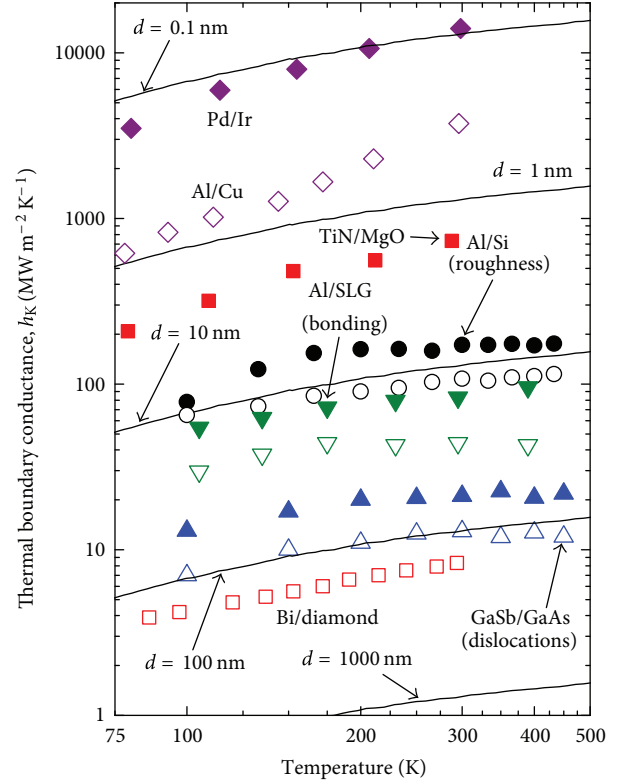 d = 0.1 nm
10000
Pd/Ir
Al/Cu
d = 1 nm
1000
TiN/MgO
Al/Si
(roughness)
Al/SLG
(bonding)
d = 10 nm
100
10
Bi/diamond
GaSb/GaAs
(dislocations)
d = 100 nm
d = 1000 nm
1
75
100
200
300
400
500
Temperature (K)
Thermal boundary conductance, hK (MW m−2 K−1)